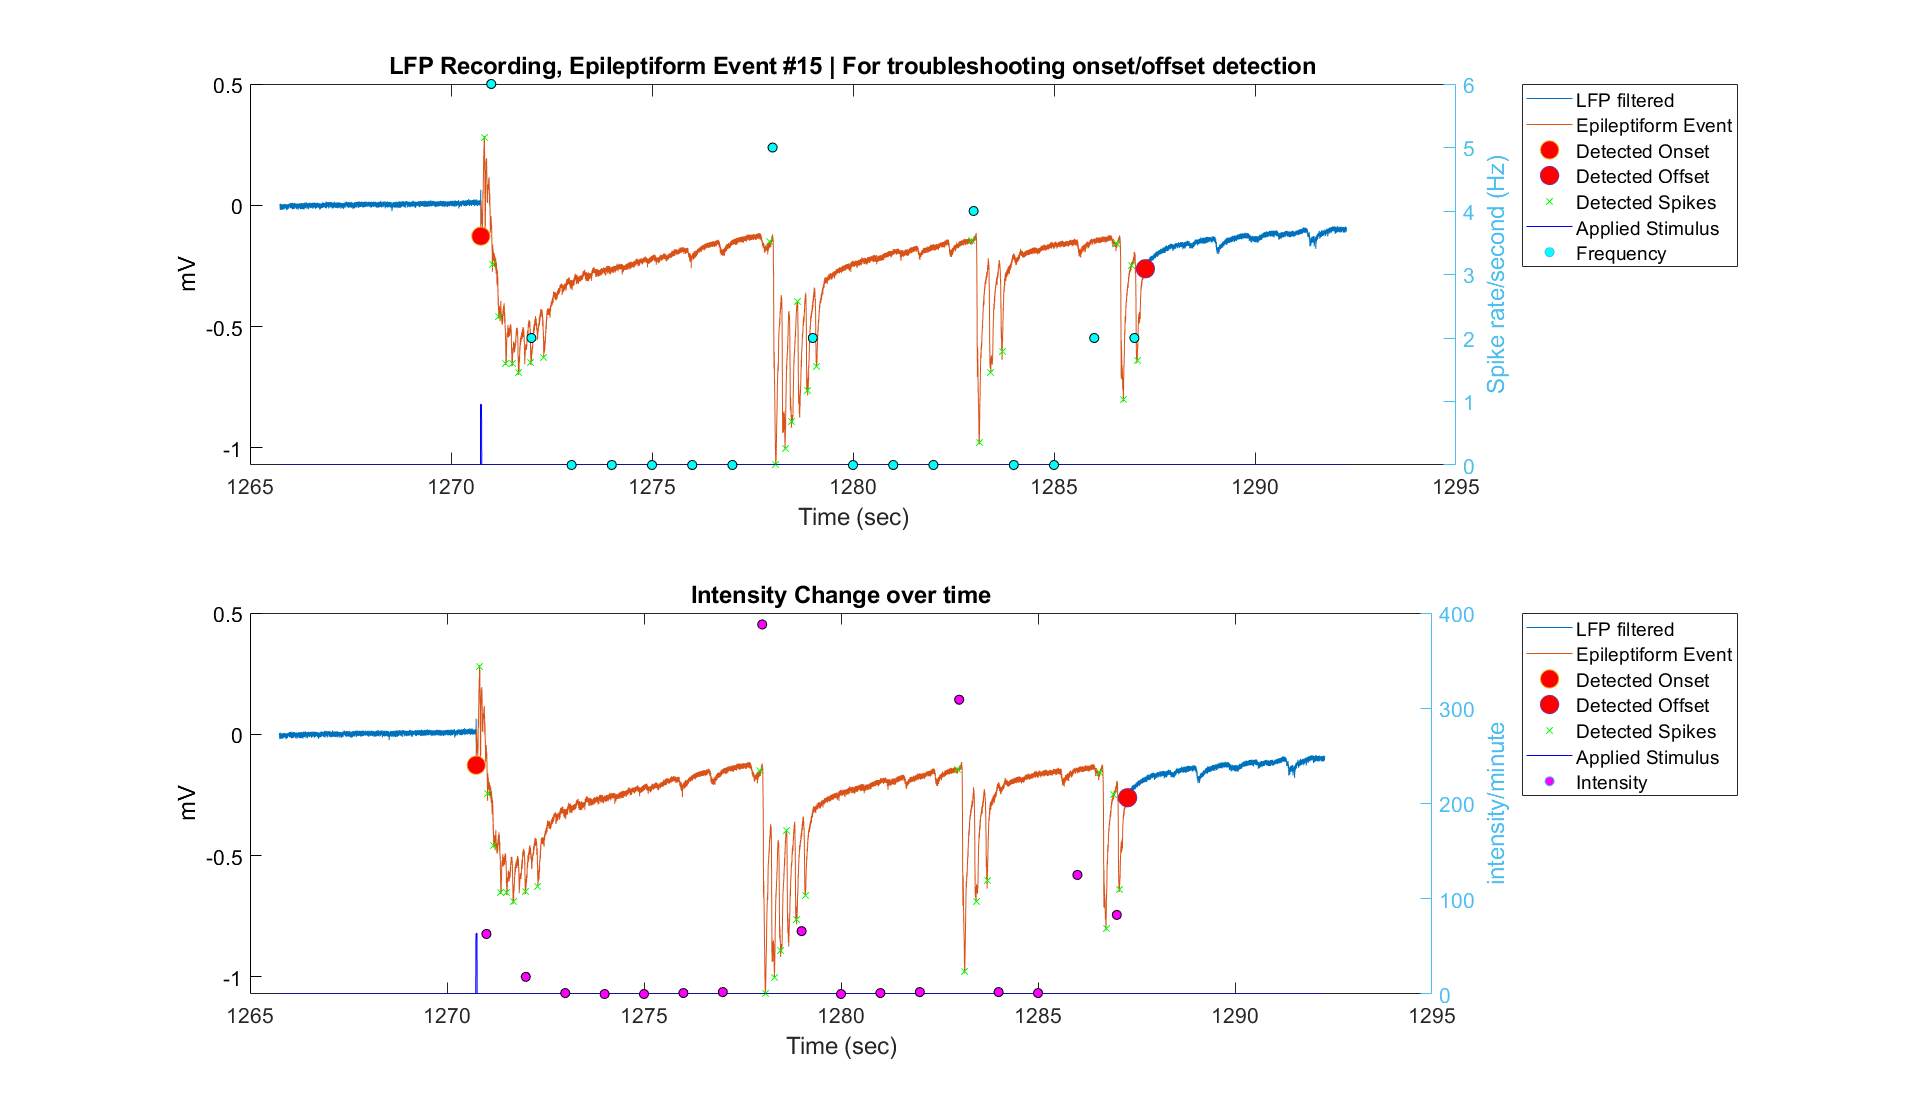 LFP Recording, Epileptiform Event #15 | For troubleshooting onset/offset detection
0.5
0
-0.5
-1
mV
6
5
4
3
2
1
0
Spike rate/second (Hz)
1265 1270 1275 1280 1285 1290 1295
Time (sec)
LFP filtered
Epileptiform Event
Detected Onset
Detected Offset
Detected Spikes
Applied Stimulus
Frequency
Intensity Change over time
0.5
0
-0.5
-1
mV
400
300
200
100
0
intensity/minute
1265 1270 1275 1280 1285 1290 1295
Time (sec)
LFP filtered
Epileptiform Event
Detected Onset
Detected Offset
Detected Spikes
Applied Stimulus
Intensity